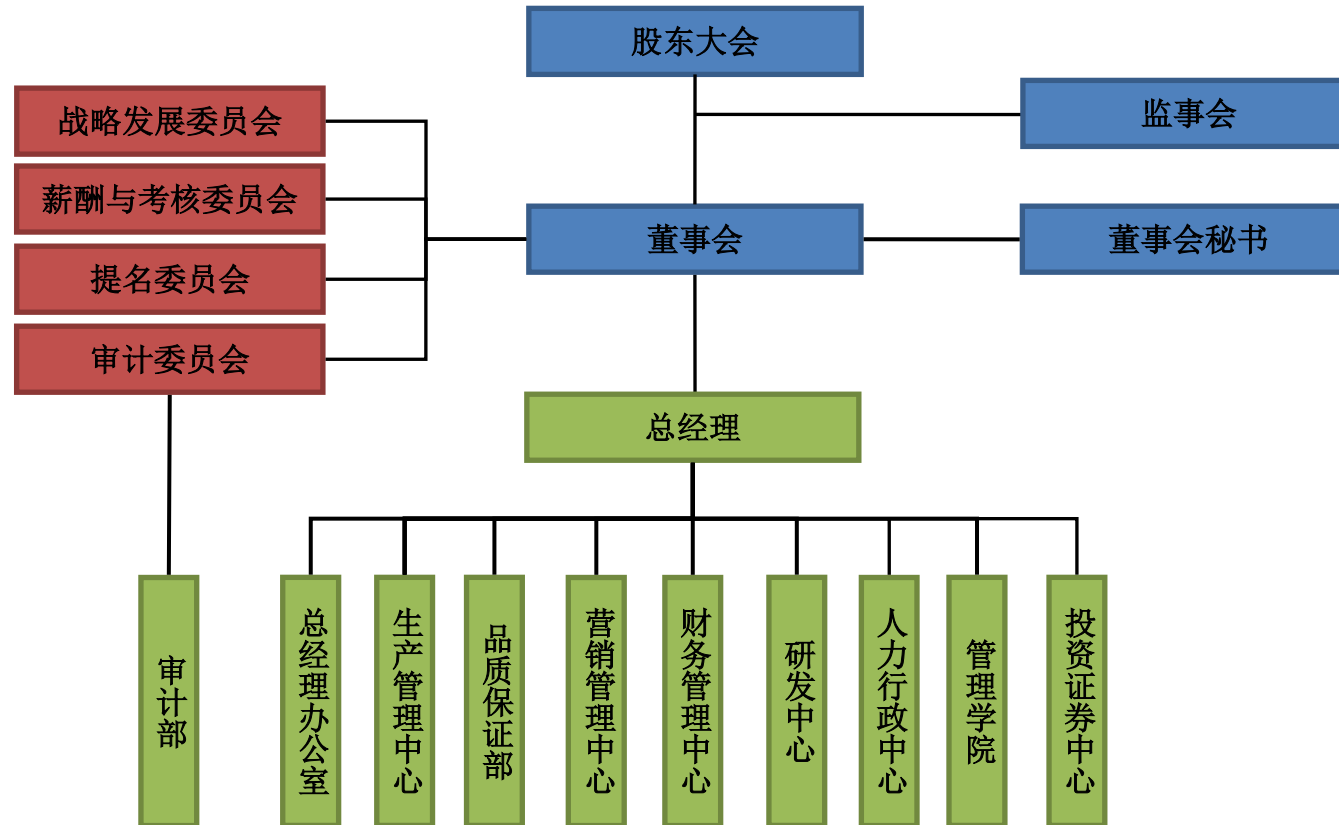 股东大会
战略发展委员会
监事会
薪酬与考核委员会
董事会
董事会秘书
提名委员会
审计委员会
总经理
审计部
总经理办公室
生产管理中心
品质保证部
营销管理中心
财务管理中心
研发中心
人力行政中心
管理学院
投资证券中心